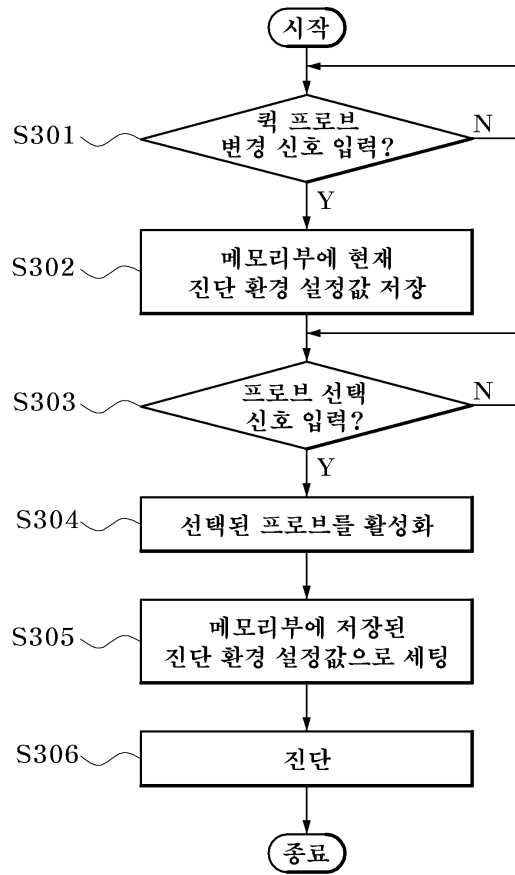 시작
S301
퀵 프로브
변경 신호 입력?
N
Y
S302
메모리부에 현재
진단 환경 설정값 저장
S303
프로브 선택
신호 입력?
N
Y
S304
선택된 프로브를 활성화
S305
메모리부에 저장된
진단 환경 설정값으로 세팅
S306
진단
종료